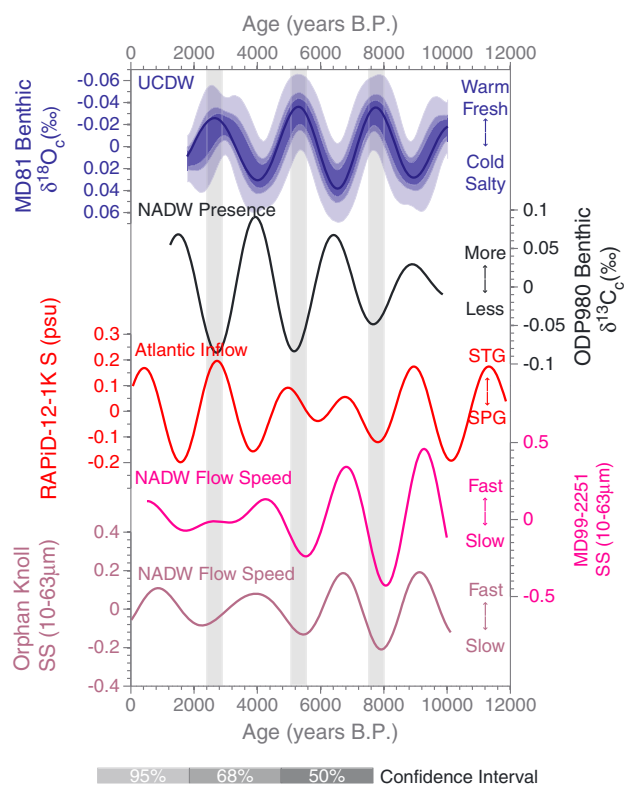 Age (years B.P.)
0 2000 4000 6000 8000 10000 12000
MD81 Benthic
δ18Oc(‰)
-0.06
-0.04
-0.02
0
0.02
0.04
0.06
UCDW
Warm
Fresh
Cold
Salty
NADW Presence
More
Less
0.1
0.05
0
-0.05
-0.1
ODP980 Benthic
δ13Cc(‰)
RAPiD-12-1K S (psu)
0.3
0.2
0.1
0
-0.1
-0.2
Atlantic Inflow
STG
SPG
NADW Flow Speed
Fast
Slow
0.5
0
-0.5
MD99-2251
SS (10-63μm)
Orphan Knoll
SS (10-63μm)
0.4
0.2
0
-0.2
-0.4
NADW Flow Speed
Fast
Slow
0 2000 4000 6000 8000 10000 12000
Age (years B.P.)
95% 68% 50% Confidence Interval